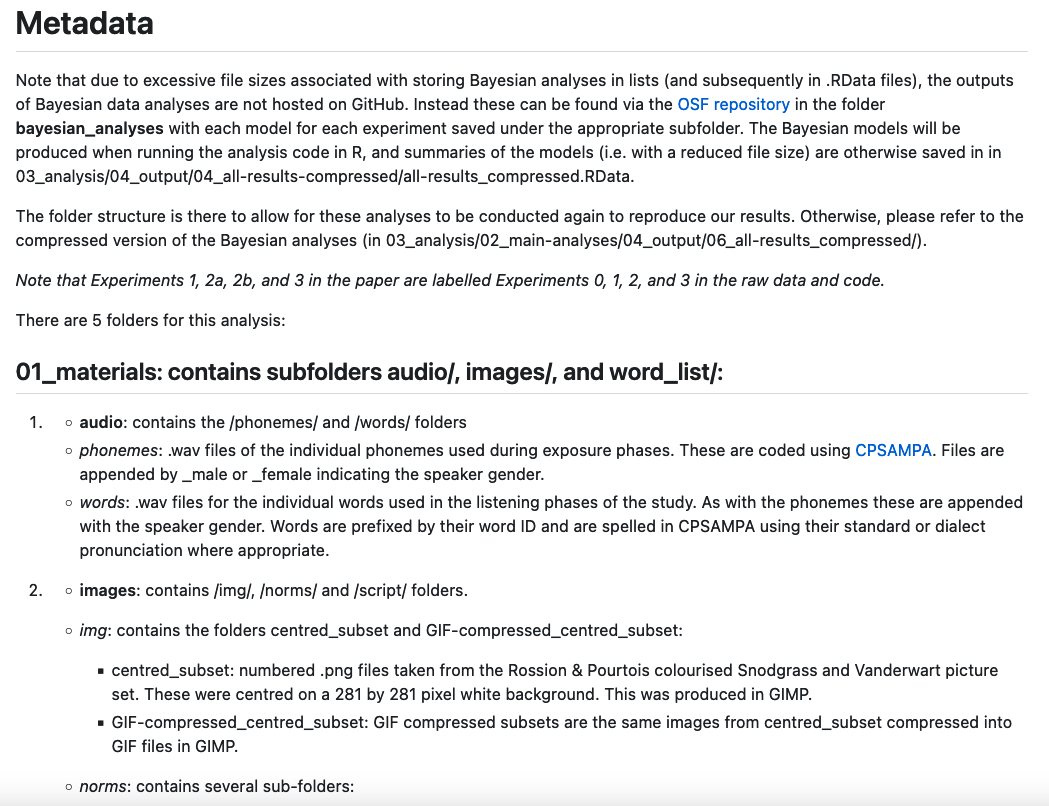 Metadata
Note that due to excessive file sizes associated with storing Bayesian analyses in lists (and subsequently in .RData files), the outputs
of Bayesian data analyses are not hosted on GitHub. Instead these can be found via the OSF repository in the folder
bayesian_analyses with each model for each experiment saved under the appropriate subfolder. The Bayesian models will be
produced when running the analysis code in R, and summaries of the models (i.e. with a reduced file size) are otherwise saved in in
03_analysis/04_output/04_all-results-compressed/all-results_compressed.RData.
The folder structure is there to allow for these analyses to be conducted again to reproduce our results. Otherwise, please refer to the
compressed version of the Bayesian analyses (in 03_analysis/02_main-analyses/04_output/06_all-results_compressed/).
Note that Experiments 1, 2a, 2b, and 3 in the paper are labelled Experiments 0, 1, 2, and 3 in the raw data and code.
There are 5 folders for this analysis:
01_materials: contains subfolders audio/, images/, and word_list/:
1. ◦ audio: contains the /phonemes/ and /words/ folders
◦ phonemes: .wav files of the individual phonemes used during exposure phases. These are coded using CPSAMPA. Files are
appended by _male or _female indicating the speaker gender.
◦ words: .wav files for the individual words used in the listening phases of the study. As with the phonemes these are appended
with the speaker gender. Words are prefixed by their word ID and are spelled in CPSAMPA using their standard or dialect
pronunciation where appropriate.
2. ◦ images: contains /img/, /norms/ and /script/ folders.
◦ img: contains the folders centred_subset and GIF-compressed_centred_subset:
▪ centred_subset: numbered .png files taken from the Rossion & Pourtois colourised Snodgrass and Vanderwart picture
set. These were centred on a 281 by 281 pixel white background. This was produced in GIMP.
▪ GIF-compressed_centred_subset: GIF compressed subsets are the same images from centred_subset compressed into
GIF files in GIMP.
◦ norms: contains several sub-folders: